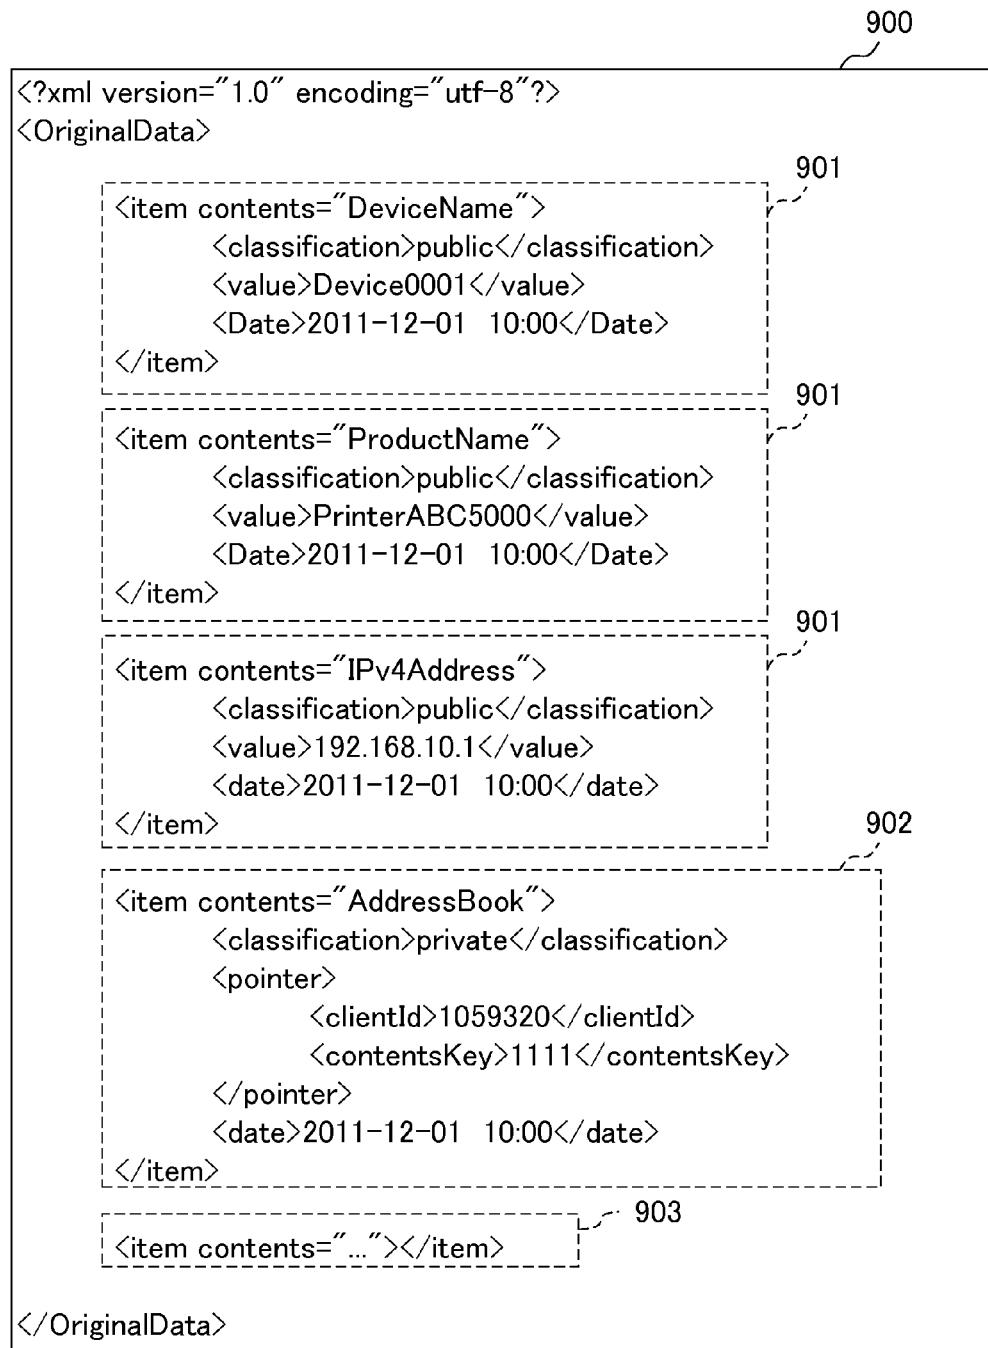 900
<?xml version="1.0" encoding="utf-8"?>
<OriginalData>
901
<item contents="DeviceName">
<classification>public</classification>
<value>Device0001</value>
<Date>2011-12-01 10:00</Date>
</item>
901
<item contents="ProductName">
<classification>public</classification>
<value>PrinterABC5000</value>
<Date>2011-12-01 10:00</Date>
</item>
901
<item contents="IPv4Address">
<classification>public</classification>
<value>192.168.10.1</value>
<date>2011-12-01 10:00</date>
</item>
902
<item contents="AddressBook">
<classification>private</classification>
<pointer>
<clientId>1059320</clientId>
<contentsKey>1111</contentsKey>
</pointer>
<date>2011-12-01 10:00</date>
</item>
903
<item contents="..."></item>
</OriginalData>